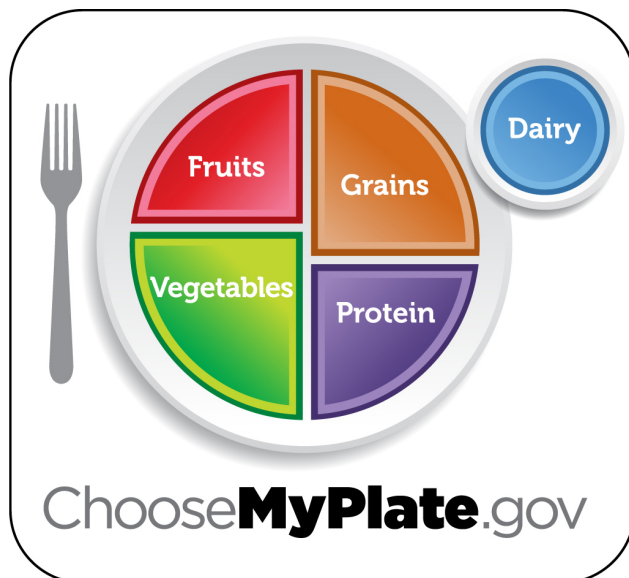 Fruits
Grains
Dairy
Vegetables
Protein
ChooseMyPlate.gov